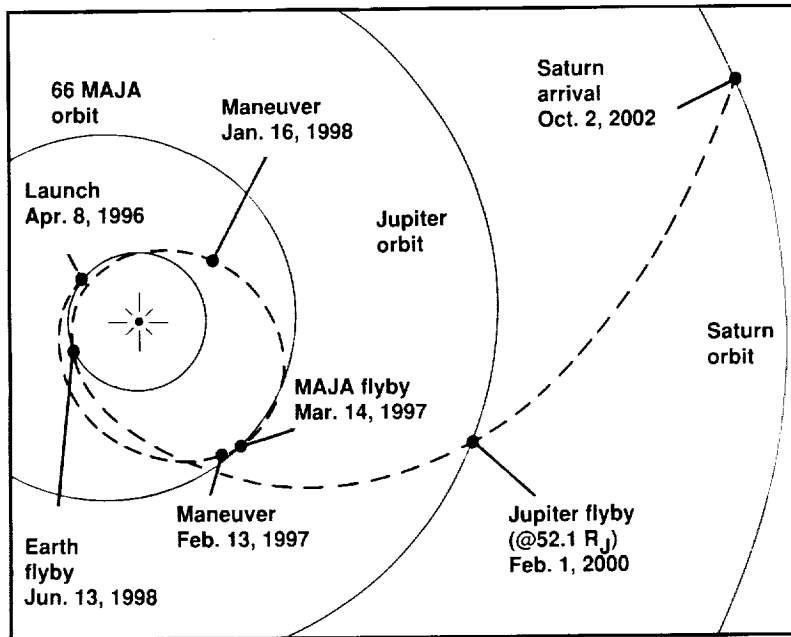 66 MAJA
orbit
Maneuver
Jan. 16, 1998
Saturn
arrival
Oct. 2, 2002
Launch
Apr. 8, 1996
Jupiter
orbit
Saturn
orbit
MAJA flyby
Mar. 14, 1997
Maneuver
Feb. 13, 1997
Jupiter flyby
(@52.1 RJ)
Feb. 1, 2000
Earth
flyby
Jun. 13, 1998